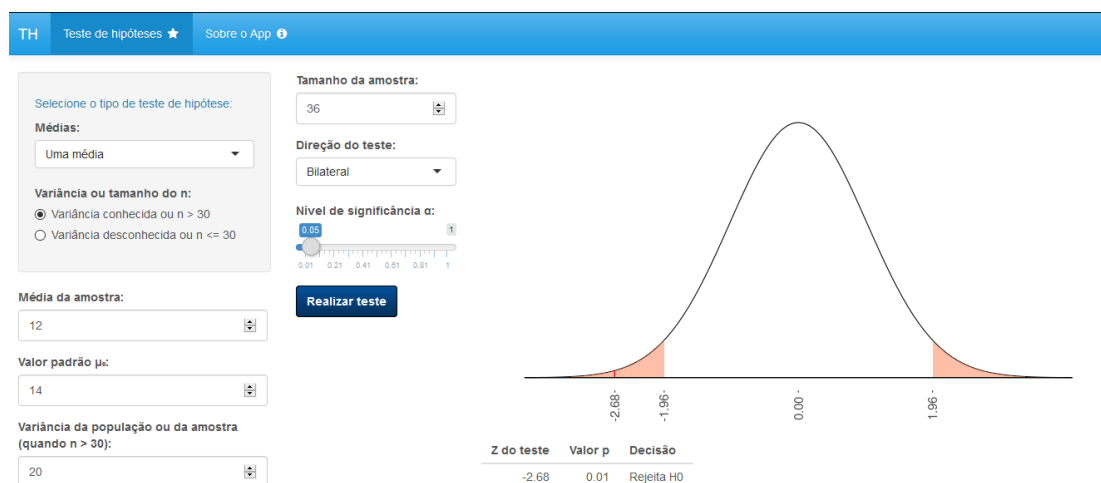 TH Teste de hipóteses Sobre o App
Selecione o tipo de teste de hipótese:
Médias:
Uma média
Variância ou tamanho do n:
Variância conhecida ou n > 30
Variância desconhecida ou n <= 30
Média da amostra:
12
Valor padrão μ₀:
14
Variância da população ou da amostra
(quando n > 30):
20
Tamanho da amostra:
36
Direção do teste:
Bilateral
Nível de significância α:
0.05 1
0.01 0.21 0.41 0.61 0.81 1
Realizar teste
-2.68 -1.96 0.00 1.96
Z do teste Valor p Decisão
-2.68 0.01 Rejeita H0